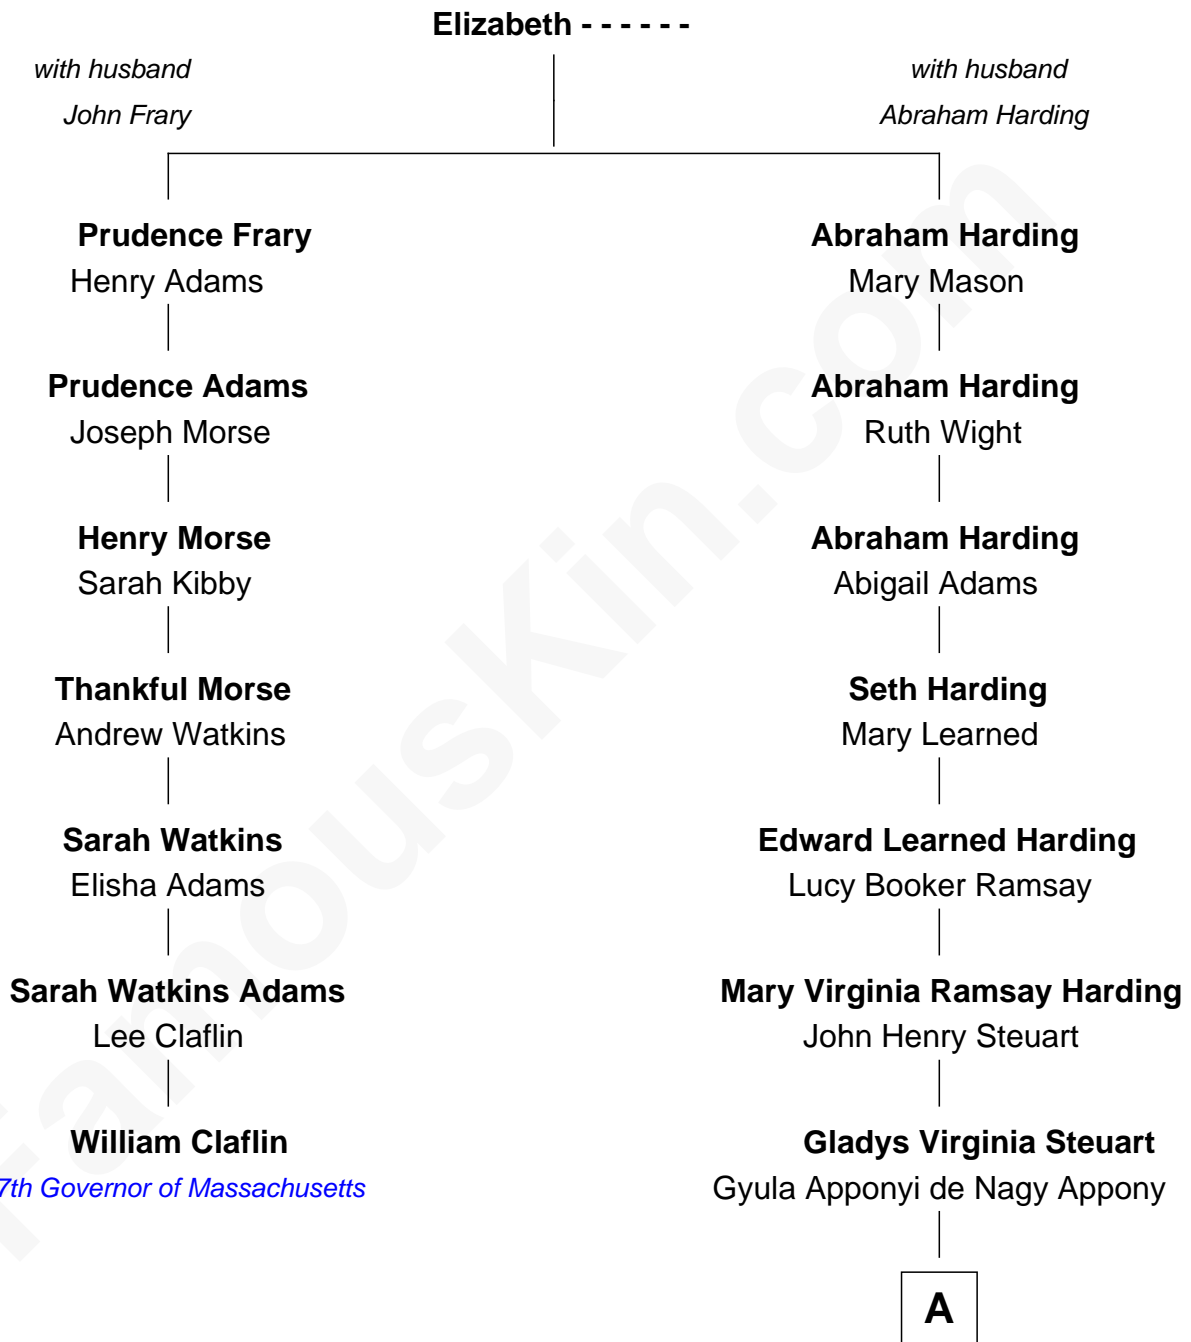 Elizabeth - - - - - -
with husband
John Frary
with husband
Abraham Harding
Prudence Frary
Henry Adams
Abraham Harding
Mary Mason
Prudence Adams
Joseph Morse
Abraham Harding
Ruth Wight
Henry Morse
Sarah Kibby
Abraham Harding
Abigail Adams
Thankful Morse
Andrew Watkins
Seth Harding
Mary Learned
Sarah Watkins
Elisha Adams
Edward Learned Harding
Lucy Booker Ramsay
Sarah Watkins Adams
Lee Claflin
Mary Virginia Ramsay Harding
John Henry Steuart
William Claflin
7th Governor of Massachusetts
Gladys Virginia Steuart
Gyula Apponyi de Nagy Appony
A
FamousKin.com